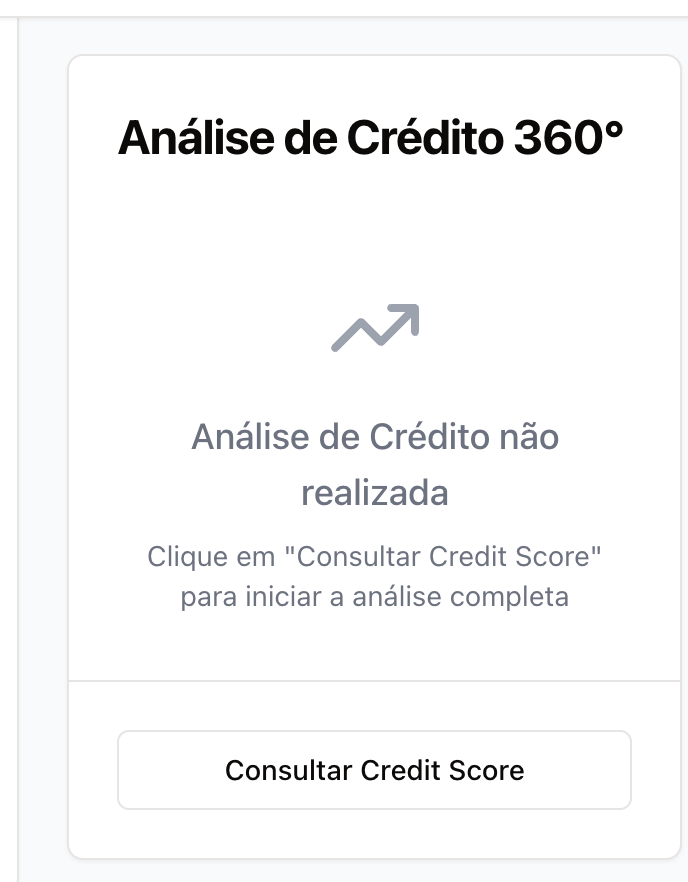 Análise de Crédito 360°
Análise de Crédito não
realizada
Clique em "Consultar Credit Score"
para iniciar a análise completa
Consultar Credit Score